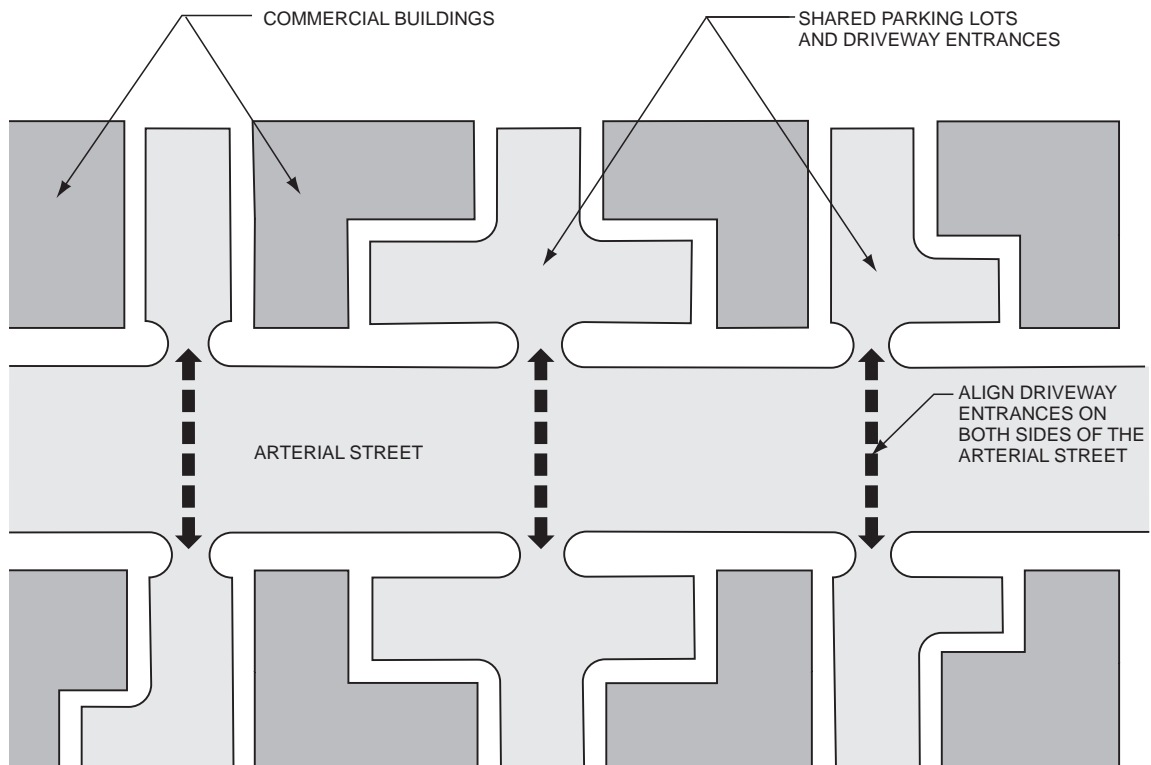 COMMERCIAL BUILDINGS
SHARED PARKING LOTS
AND DRIVEWAY ENTRANCES
ALIGN DRIVEWAY
ENTRANCES ON
BOTH SIDES OF THE
ARTERIAL STREET
ARTERIAL STREET